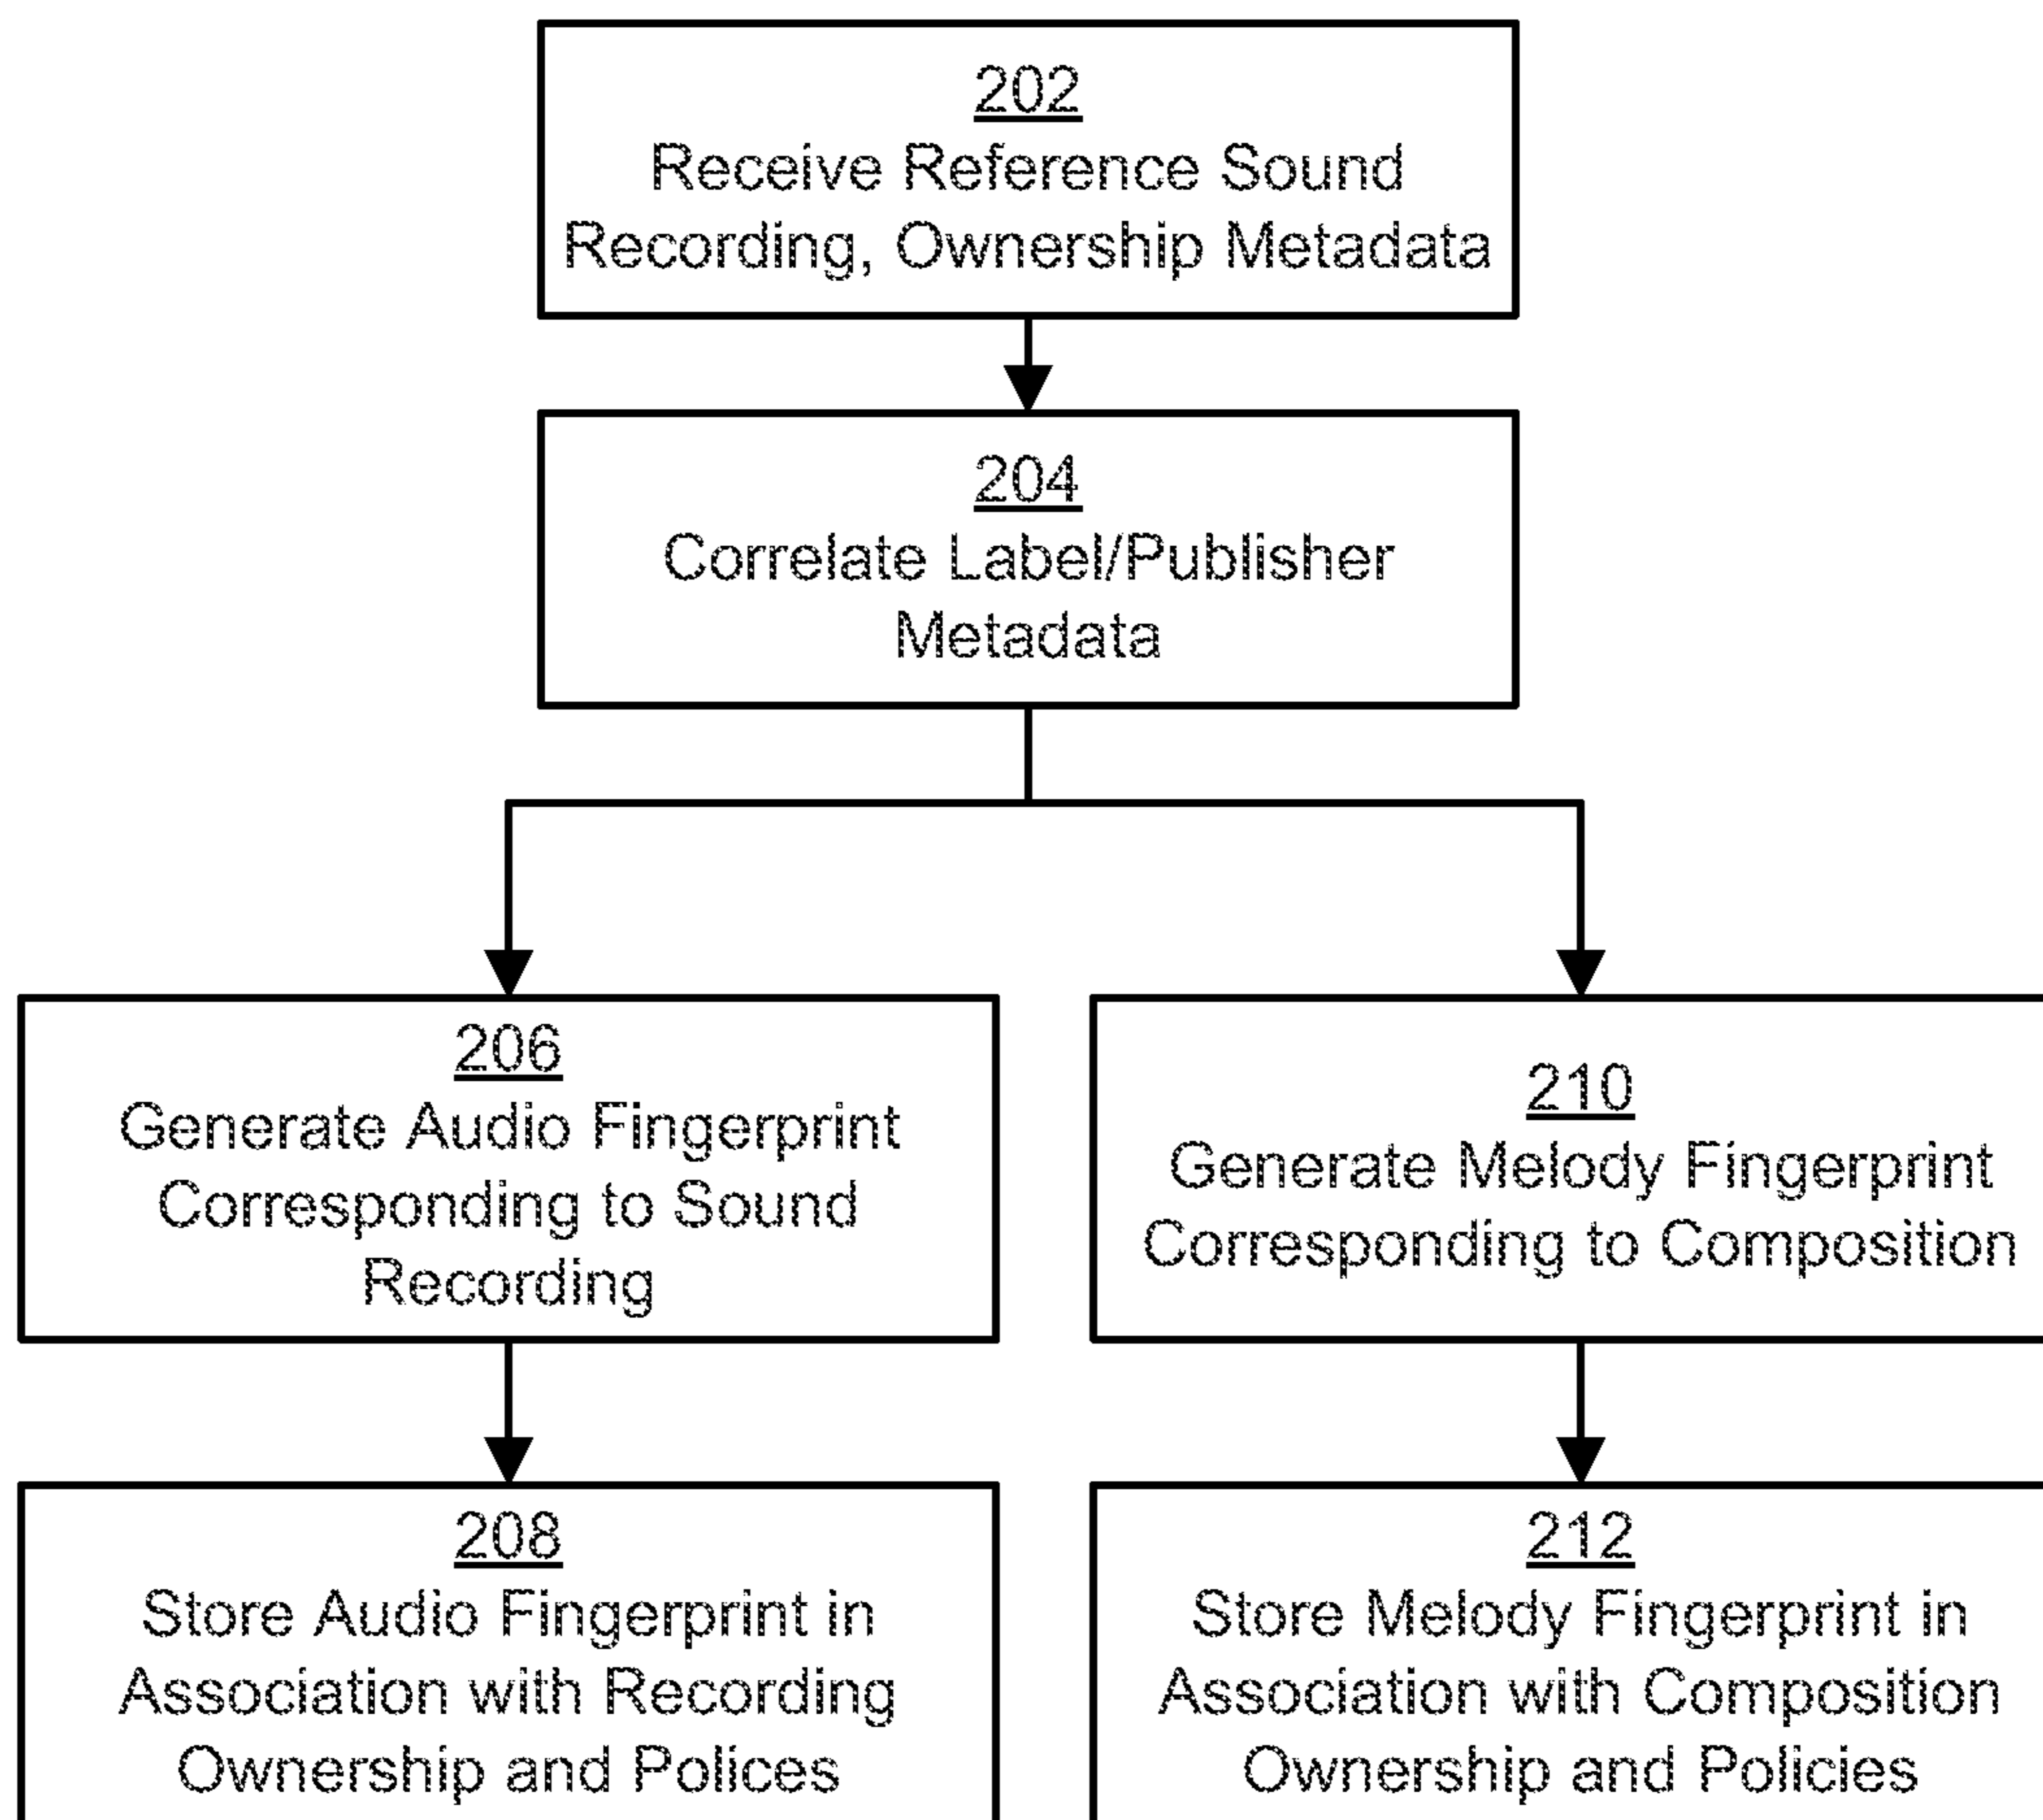 202
Receive Reference Sound
Recording, Ownership Metadata
204
Correlate Label/Publisher
Metadata
206
Generate Audio Fingerprint
Corresponding to Sound
Recording
210
Generate Melody Fingerprint
Corresponding to Composition
208
Store Audio Fingerprint in
Association with Recording
Ownership and Polices
212
Store Melody Fingerprint in
Association with Composition
Ownership and Policies